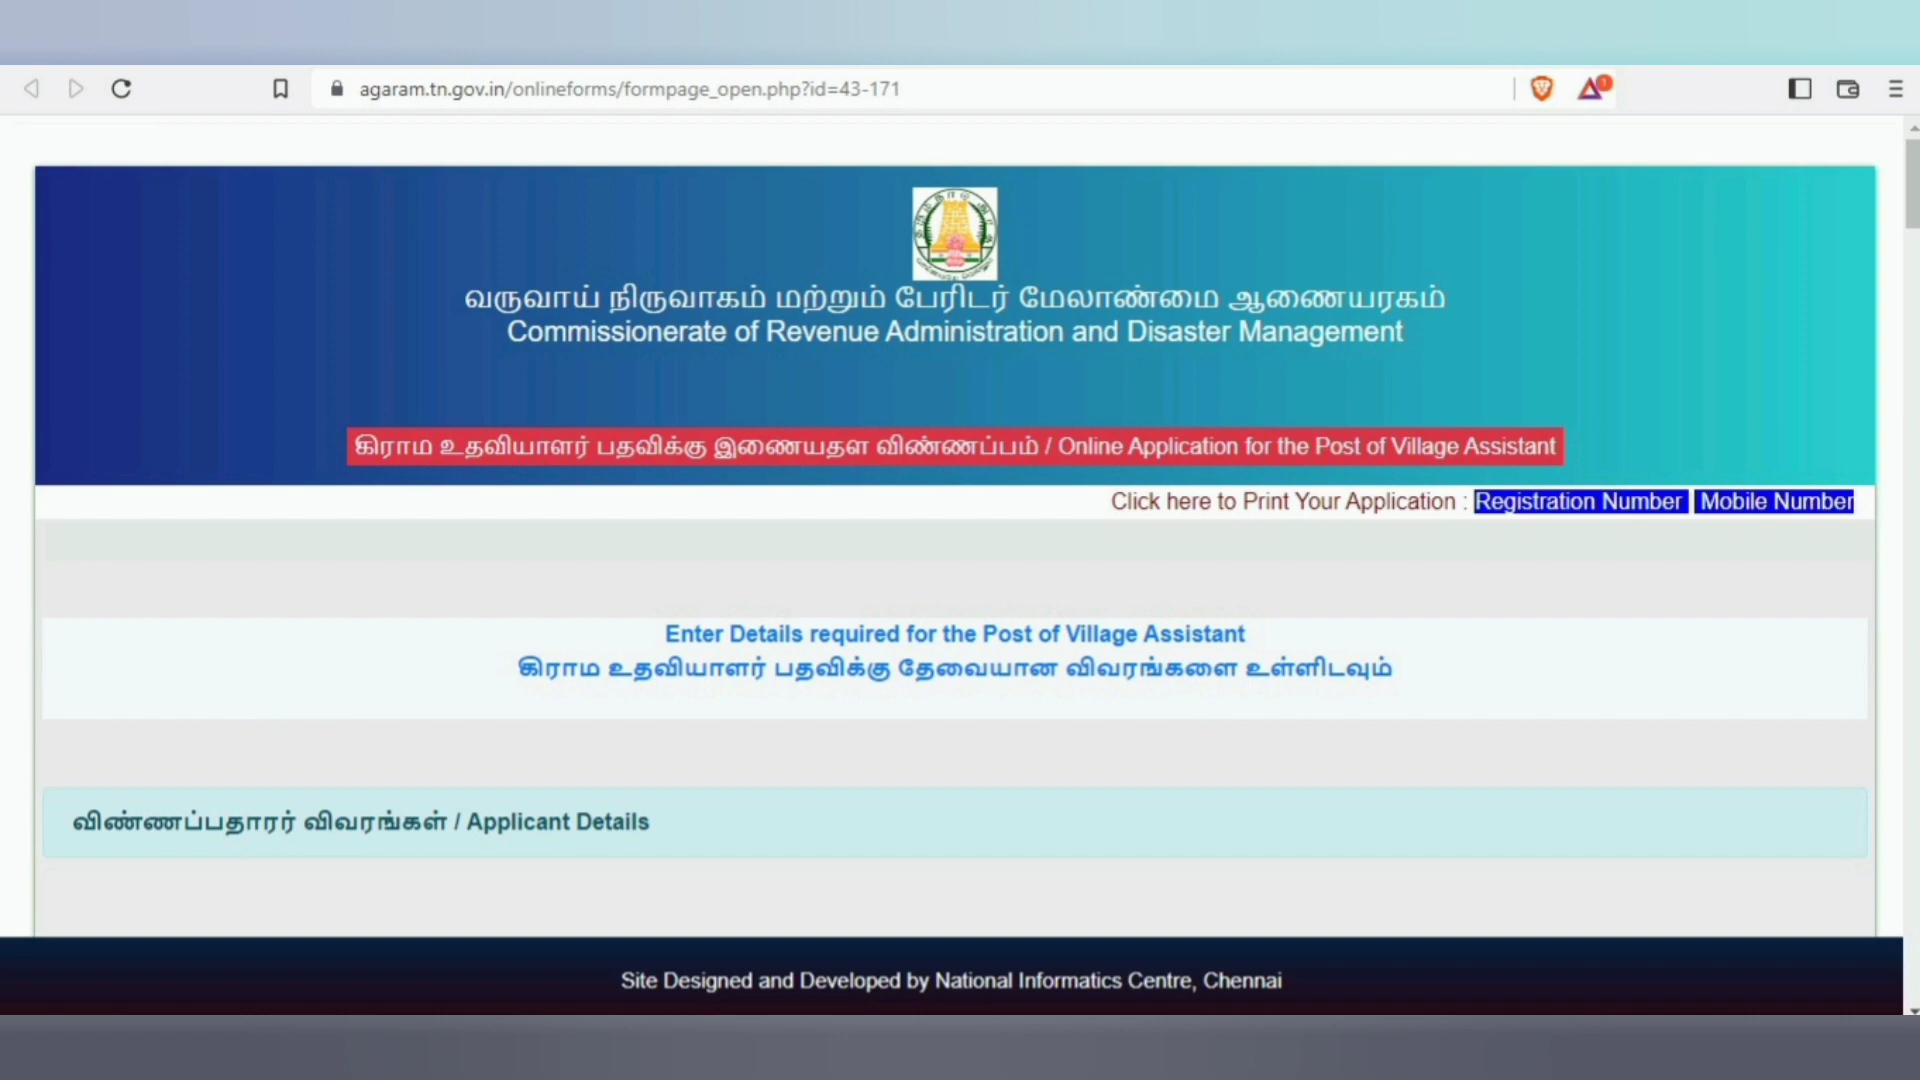 agaram.tn.gov.in/onlineforms/formpage_open.php?id=43-171
1
வருவாய் நிருவாகம் மற்றும் பேரிடர் மேலாண்மை ஆணையரகம்
Commissionerate of Revenue Administration and Disaster Management
கிராம உதவியாளர் பதவிக்கு இணையதள விண்ணப்பம் / Online Application for the Post of Village Assistant
Click here to Print Your Application : Registration Number Mobile Number
Enter Details required for the Post of Village Assistant
கிராம உதவியாளர் பதவிக்கு தேவையான விவரங்களை உள்ளிடவும்
விண்ணப்பதாரர் விவரங்கள் / Applicant Details
Site Designed and Developed by National Informatics Centre, Chennai